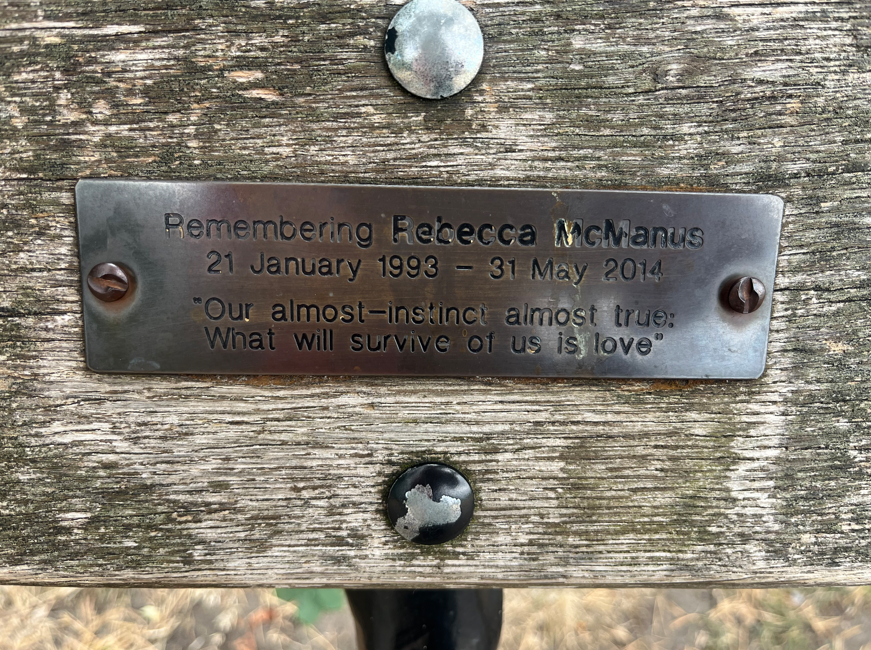 Remembering Rebecca McManus
21 January 1993 – 31 May 2014
"Our almost–instinct almost true:
What will survive of us is love"